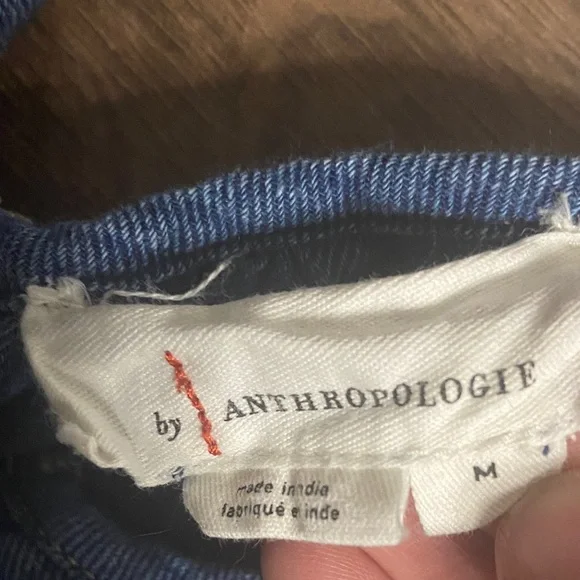 by ANTHROPOLOGIE
M
made in india
fabriqué e inde